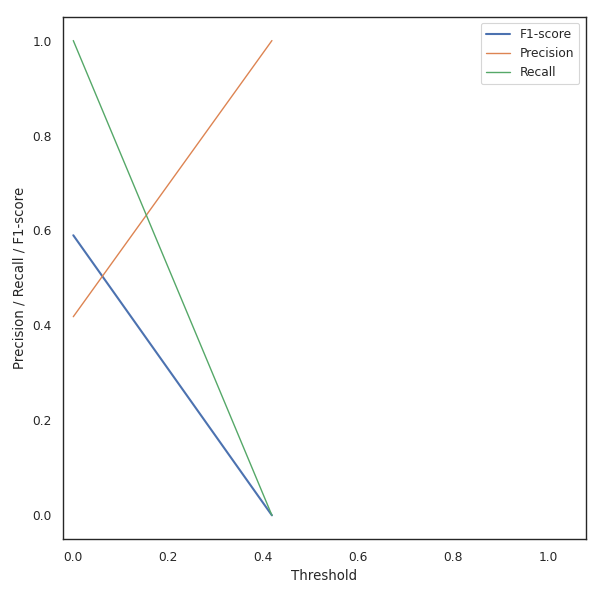 1.0
0.8
0.6
0.4
0.2
0.0
Precision / Recall / F1-score
F1-score
Precision
Recall
0.0 0.2 0.4 0.6 0.8 1.0
Threshold